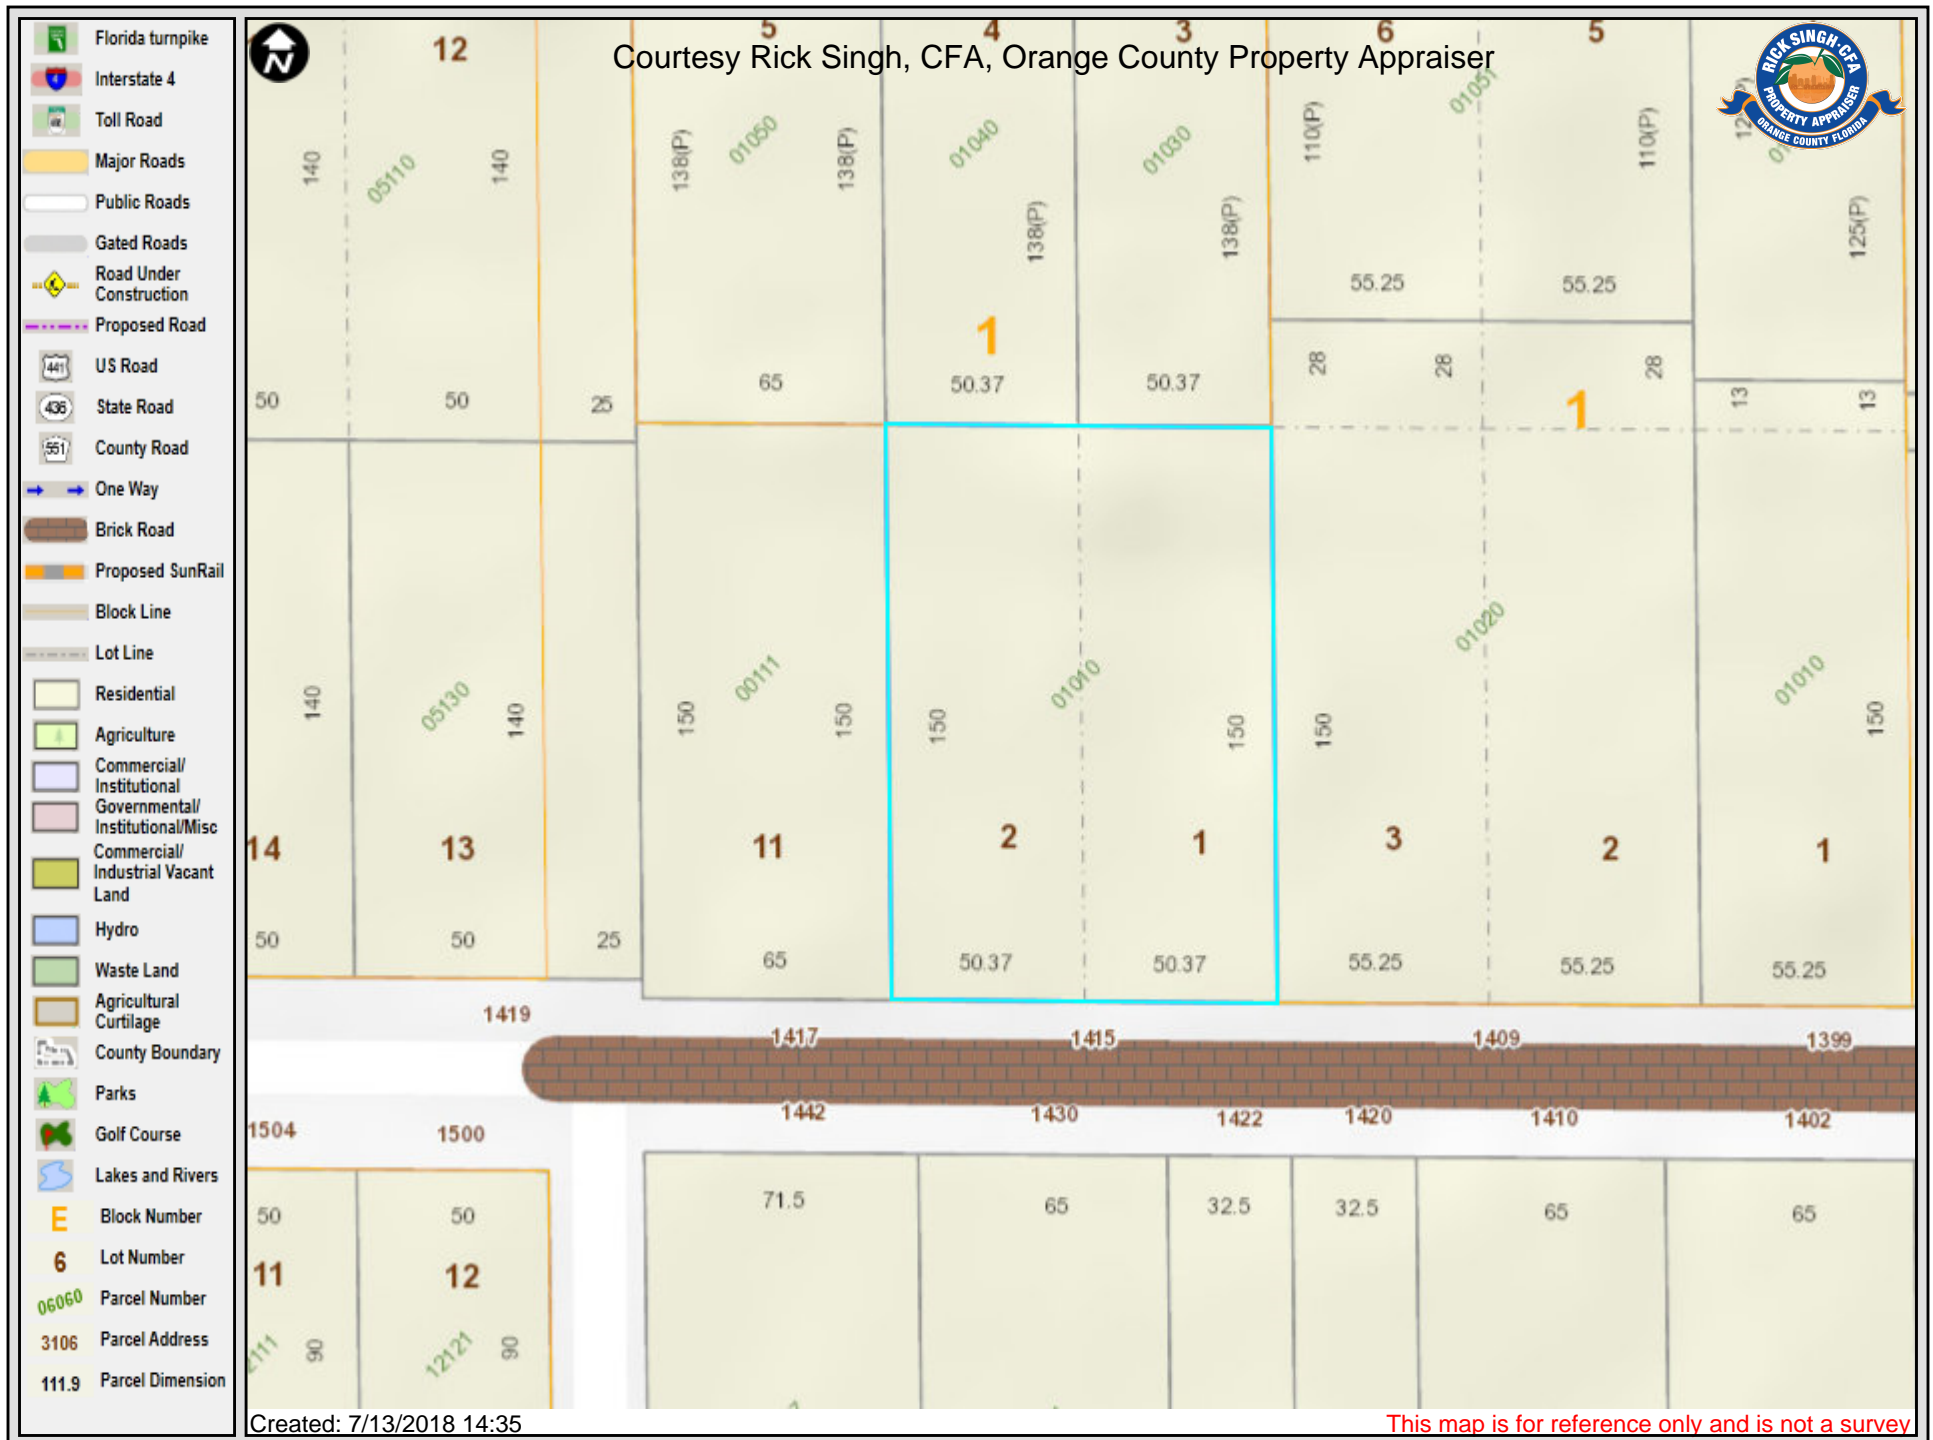 Florida turnpike
Interstate 4
Toll Road
Major Roads
Public Roads
Gated Roads
Road Under
Construction
Proposed Road
441
US Road
436
State Road
551
County Road
One Way
Brick Road
Proposed SunRail
Block Line
Lot Line
Residential
Agriculture
Commercial/
Institutional
Governmental/
Institutional/Misc
Commercial/
Industrial Vacant
Land
Hydro
Waste Land
Agricultural
Curtilage
County Boundary
Parks
Golf Course
Lakes and Rivers
E Block Number
6 Lot Number
06060 Parcel Number
3106 Parcel Address
111.9 Parcel Dimension
N
Courtesy Rick Singh, CFA, Orange County Property Appraiser
RICK SINGH, CFA
PROPERTY APPRAISER
ORANGE COUNTY FLORIDA
12 5 4 3 6 5
140 05110 140 138(P) 01050 138(P) 01040 01030 110(P) 01051 110(P)
138(P) 138(P) 125(P)
55.25 55.25
1
28 28 28
50 50 25 65 50.37 50.37 1 13 13
140 05130 140 150 00111 150 150 01010 150 150 01020 01010 150
14 13 11 2 1 3 2 1
50 50 25 65 50.37 50.37 55.25 55.25 55.25
1419 1417 1415 1409 1399
1504 1500 1442 1430 1422 1420 1410 1402
50 50 71.5 65 32.5 32.5 65 65
11 12
90 12121 90
Created: 7/13/2018 14:35
This map is for reference only and is not a survey